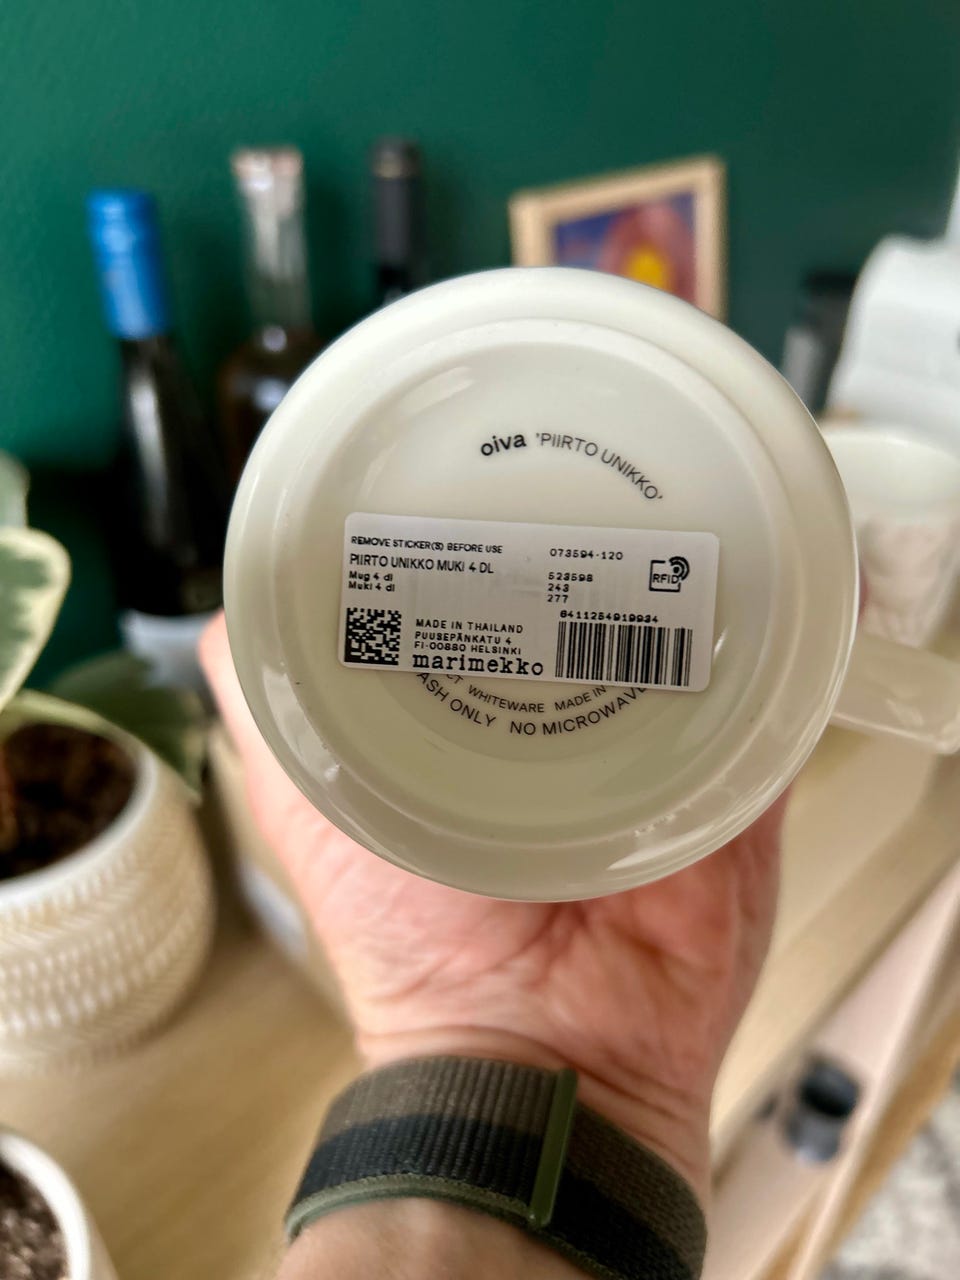 oiva 'PIIRTO UNIKKO'
REMOVE STICKER(S) BEFORE USE
PIIRTO UNIKKO MUKI 4 DL
Mug 4 dl
Muki 4 dl
073594-120
523598
243
277
RFID
6411254919934
MADE IN THAILAND
PUUSEPÄNKATU 4
FI-00880 HELSINKI
marimekko
WHITEWARE MADE IN
ONLY NO MICROWAVE